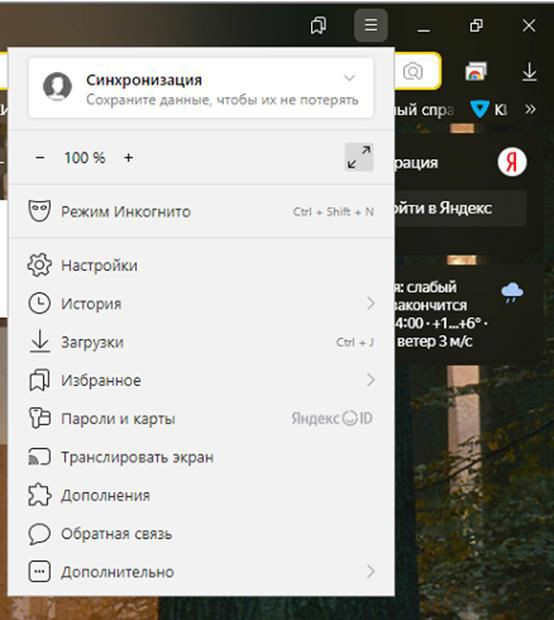 Синхронизация
Сохраните данные, чтобы их не потерять
ый спра
- 100 % +
рация
Я
Режим Инкогнито Ctrl + Shift + N
йти в Яндекс
Настройки
я: слабый
История
закончится
4:00 · +1...+6° ·
Загрузки Ctrl + J
ветер 3 м/с
Избранное
Пароли и карты Яндекс ID
Транслировать экран
Дополнения
Обратная связь
Дополнительно